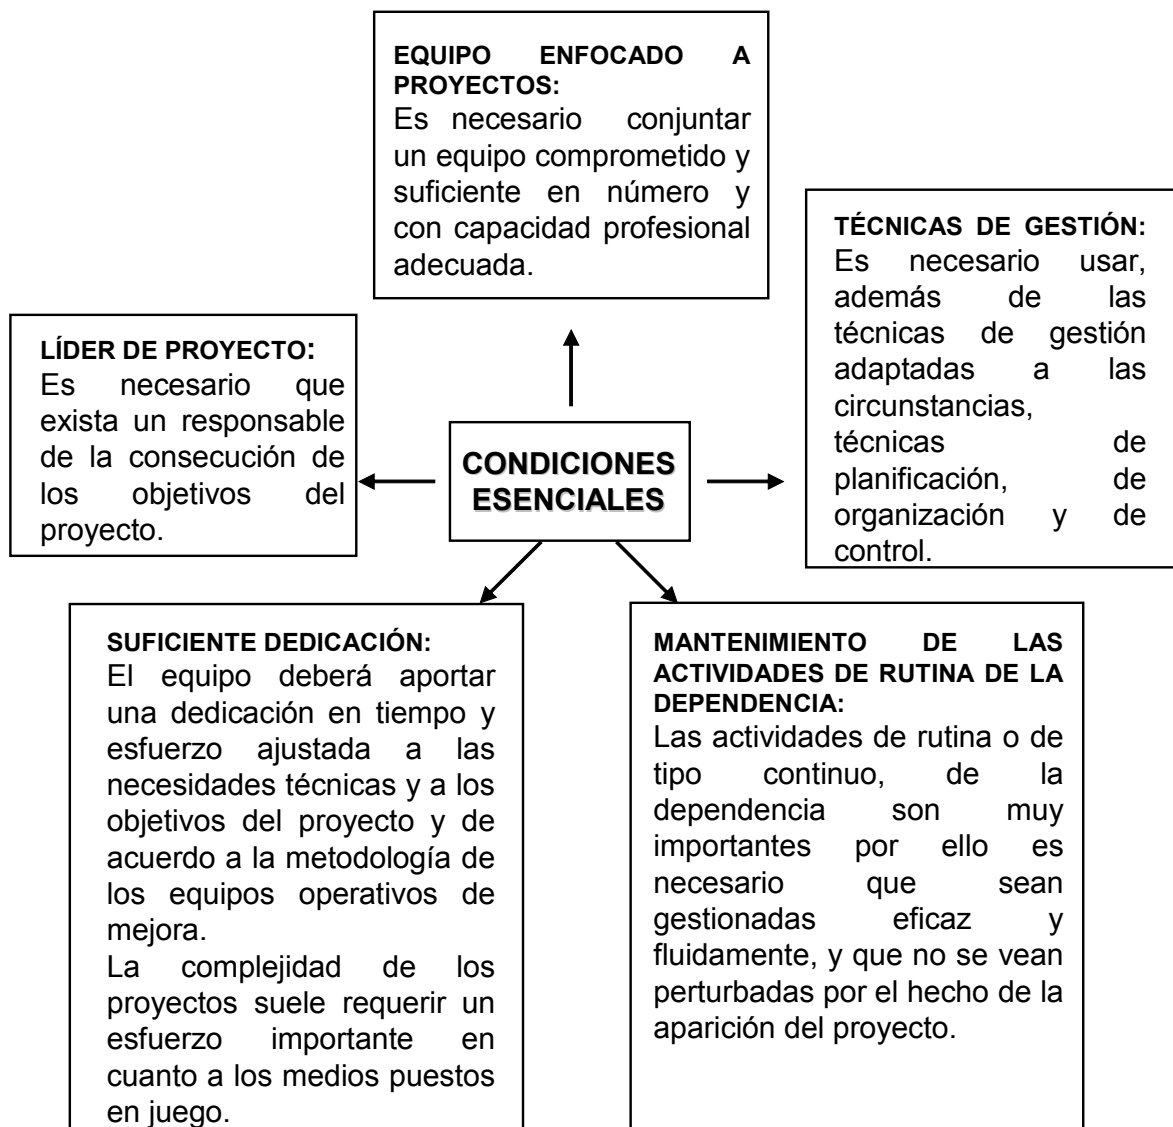 EQUIPO ENFOCADO A
PROYECTOS:
Es necesario conjuntar
un equipo comprometido y
suficiente en número y
con capacidad profesional
adecuada.
TÉCNICAS DE GESTIÓN:
Es necesario usar,
además de las
técnicas de gestión
adaptadas a las
circunstancias,
técnicas de
planificación, de
organización y de
control.
LÍDER DE PROYECTO:
Es necesario que
exista un responsable
de la consecución de
los objetivos del
proyecto.
CONDICIONES
ESENCIALES
SUFICIENTE DEDICACIÓN:
El equipo deberá aportar
una dedicación en tiempo y
esfuerzo ajustada a las
necesidades técnicas y a los
objetivos del proyecto y de
acuerdo a la metodología de
los equipos operativos de
mejora.
La complejidad de los
proyectos suele requerir un
esfuerzo importante en
cuanto a los medios puestos
en juego.
MANTENIMIENTO DE LAS
ACTIVIDADES DE RUTINA DE LA
DEPENDENCIA:
Las actividades de rutina o de
tipo continuo, de la
dependencia son muy
importantes por ello es
necesario que sean
gestionadas eficaz y
fluidamente, y que no se vean
perturbadas por el hecho de la
aparición del proyecto.